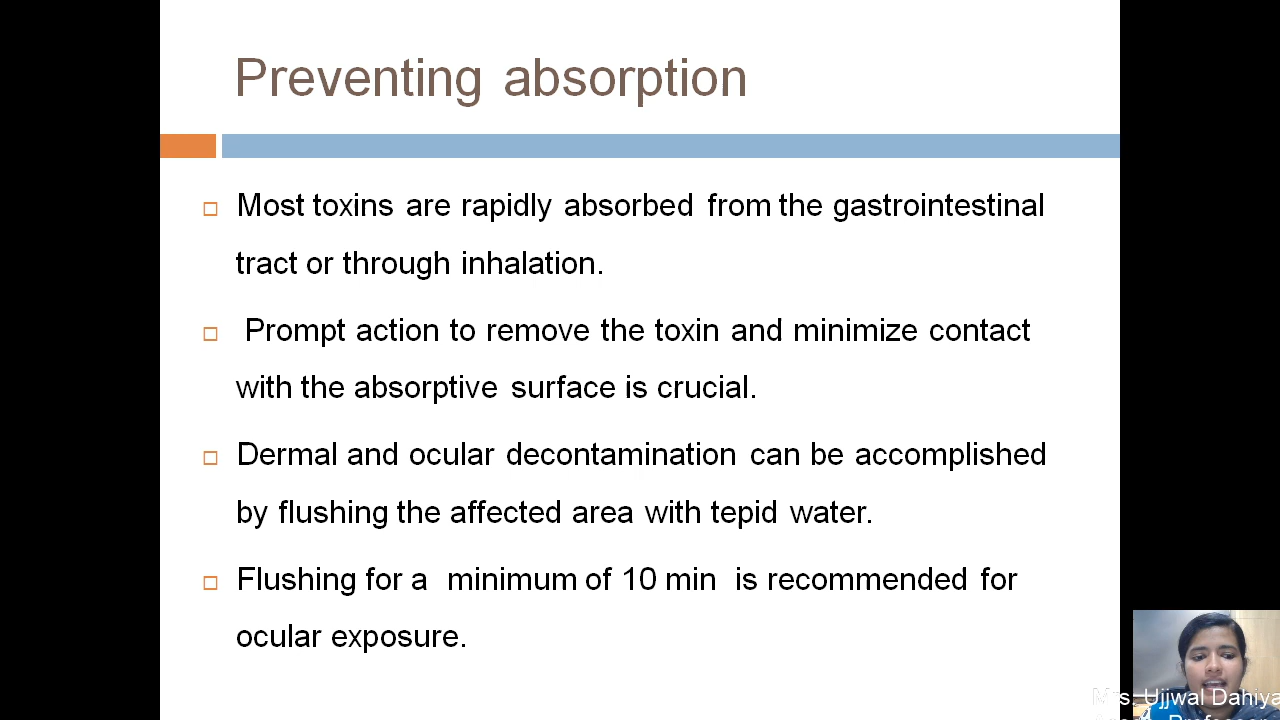 Preventing absorption
Most toxins are rapidly absorbed from the gastrointestinal
tract or through inhalation.
Prompt action to remove the toxin and minimize contact
with the absorptive surface is crucial.
Dermal and ocular decontamination can be accomplished
by flushing the affected area with tepid water.
Flushing for a minimum of 10 min is recommended for
ocular exposure.
Mrs. Ujjwal Dahiya